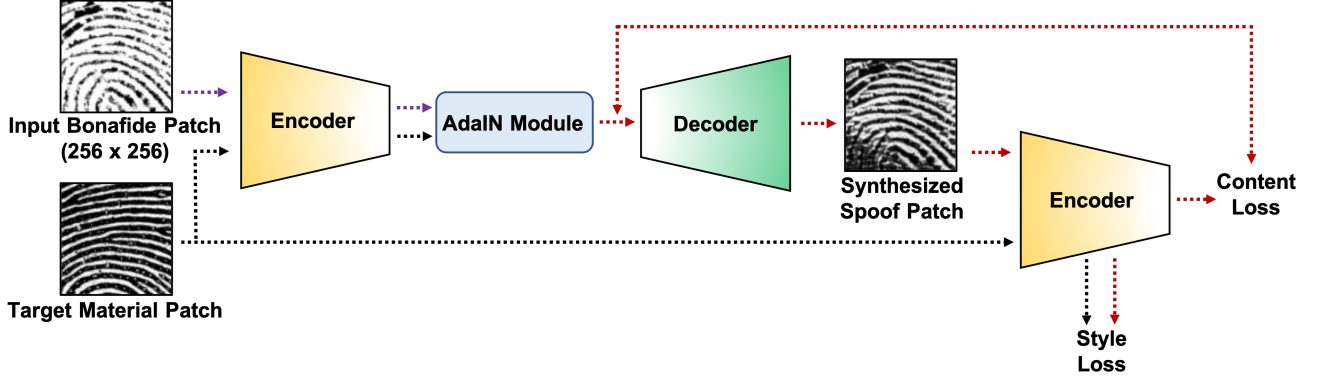 Input Bonafide Patch
(256 x 256)
Target Material Patch
Encoder
AdaIN Module
Decoder
Synthesized
Spoof Patch
Encoder
Content
Loss
Style
Loss